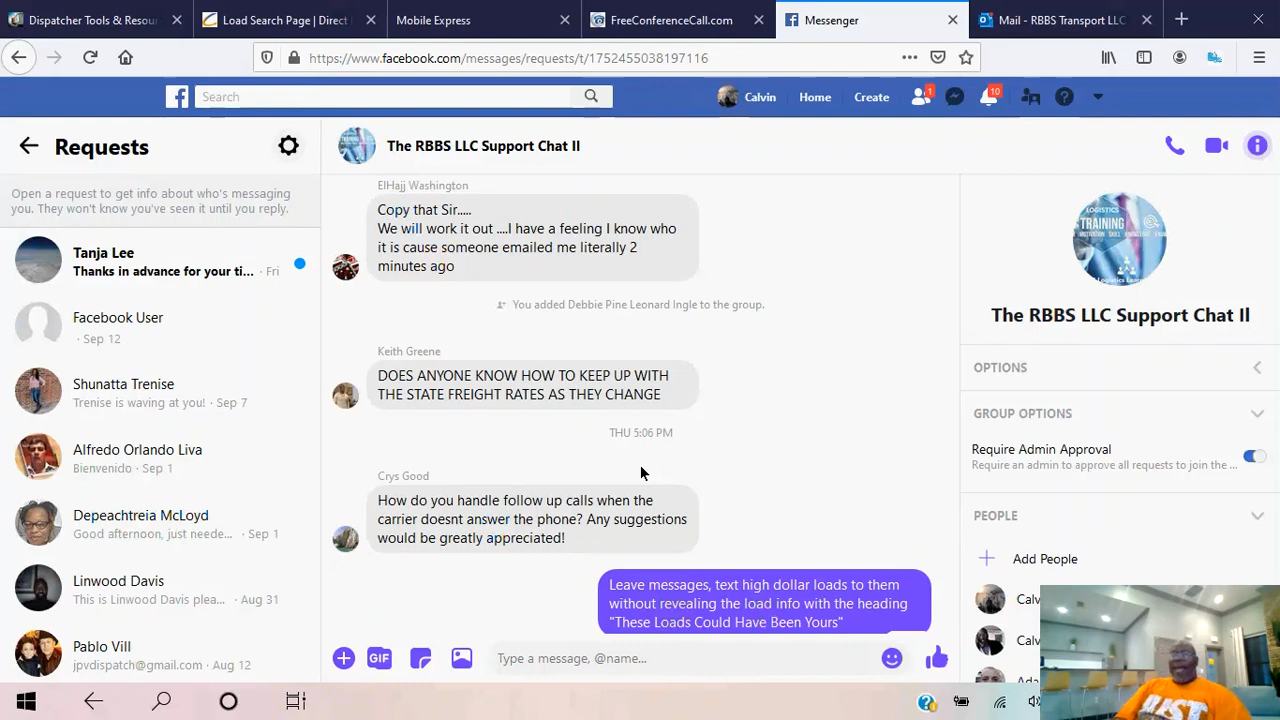 Dispatcher Tools & Resou
Load Search Page | Direct
Mobile Express
FreeConferenceCall.com
Messenger
Mail - RBBS Transport LLC
https://www.facebook.com/messages/requests/t/1752455038197116
Search
Calvin
Home
Create
1
10
Requests
Open a request to get info about who's messaging
you. They won't know you've seen it until you reply.
Tanja Lee
Thanks in advance for your ti... · Fri
Facebook User
· Sep 12
Shunatta Trenise
Trenise is waving at you! · Sep 7
Alfredo Orlando Liva
Bienvenido · Sep 1
Depeachtreia McLoyd
Good afternoon, just neede... · Sep 1
Linwood Davis
This is Linwood Davis plea... · Aug 31
Pablo Vill
jpvdispatch@gmail.com · Aug 12
The RBBS LLC Support Chat II
ElHajj Washington
Copy that Sir.....
We will work it out ....I have a feeling I know who
it is cause someone emailed me literally 2
minutes ago
You added Debbie Pine Leonard Ingle to the group.
Keith Greene
DOES ANYONE KNOW HOW TO KEEP UP WITH
THE STATE FREIGHT RATES AS THEY CHANGE
THU 5:06 PM
Crys Good
How do you handle follow up calls when the
carrier doesnt answer the phone? Any suggestions
would be greatly appreciated!
Leave messages, text high dollar loads to them
without revealing the load info with the heading
"These Loads Could Have Been Yours"
GIF
Type a message, @name...
LOGISTICS
TRAINING
The RBBS LLC Support Chat II
OPTIONS
GROUP OPTIONS
Require Admin Approval
Require an admin to approve all requests to join the ...
PEOPLE
Add People
Calv
Calv
Ada
JUST